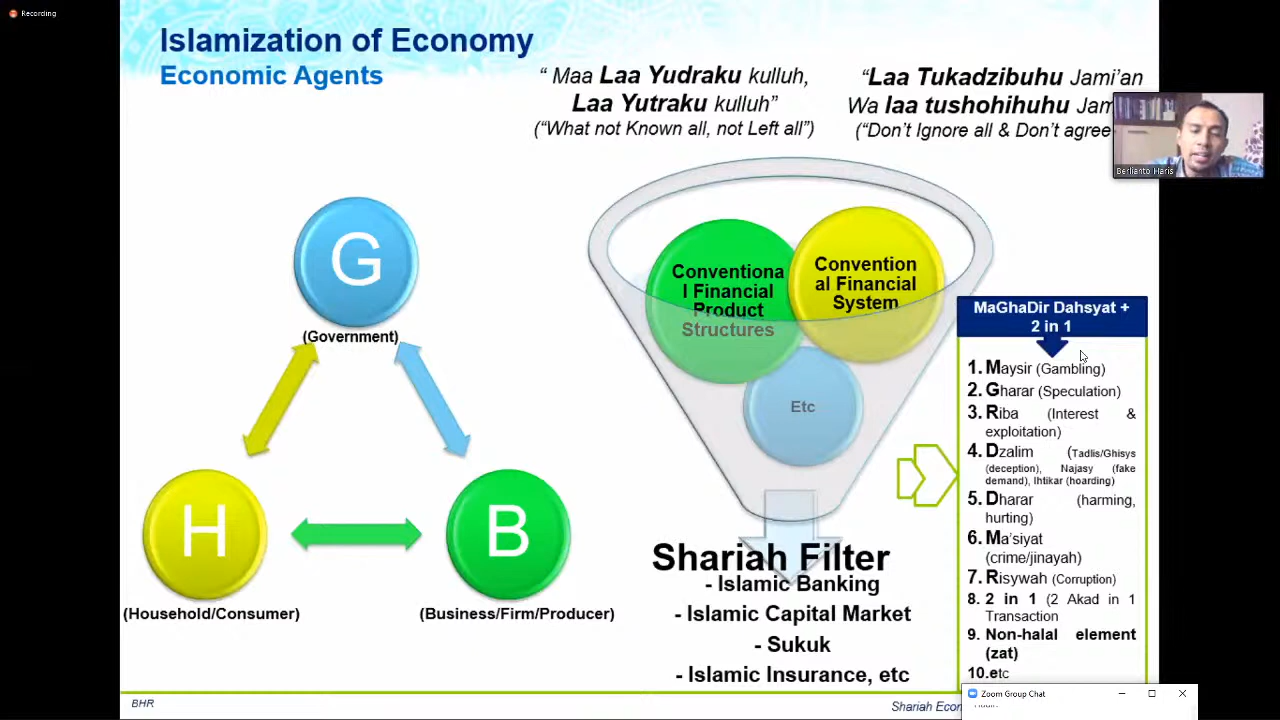 Recording
Islamization of Economy
Economic Agents
“ Maa Laa Yudraku kulluh,
Laa Yutraku kulluh”
(“What not Known all, not Left all”)
“Laa Tukadzibuhu Jami’an
Wa laa tushohihuhu Jam
(“Don’t Ignore all & Don’t agree
Berlianto Haris
G
(Government)
H
(Household/Consumer)
B
(Business/Firm/Producer)
Conventiona
l Financial
Product
Structures
Convention
al Financial
System
Etc
Shariah Filter
- Islamic Banking
- Islamic Capital Market
- Sukuk
- Islamic Insurance, etc
MaGhaDir Dahsyat +
2 in 1
1. Maysir (Gambling)
2. Gharar (Speculation)
3. Riba (Interest &
exploitation)
4. Dzalim (Tadlis/Ghisys
(deception), Najasy (fake
demand), Ihtikar (hoarding)
5. Dharar (harming,
hurting)
6. Ma’siyat
(crime/jinayah)
7. Risywah (Corruption)
8. 2 in 1 (2 Akad in 1
Transaction
9. Non-halal element
(zat)
10.etc
BHR
Shariah Econ
Zoom Group Chat